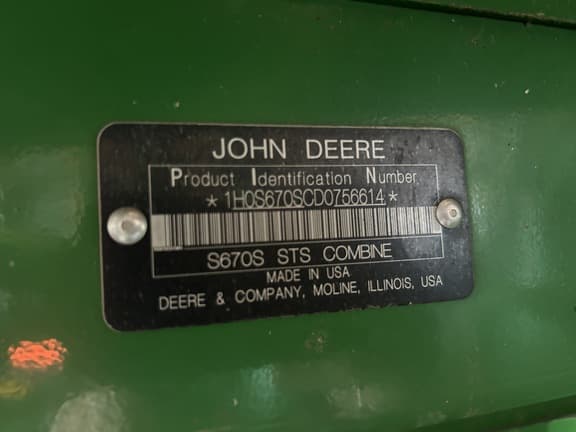 JOHN DEERE
Product Identification Number
*1H0S670SCD0756614*
S670S STS COMBINE
MADE IN USA
DEERE & COMPANY, MOLINE, ILLINOIS, USA